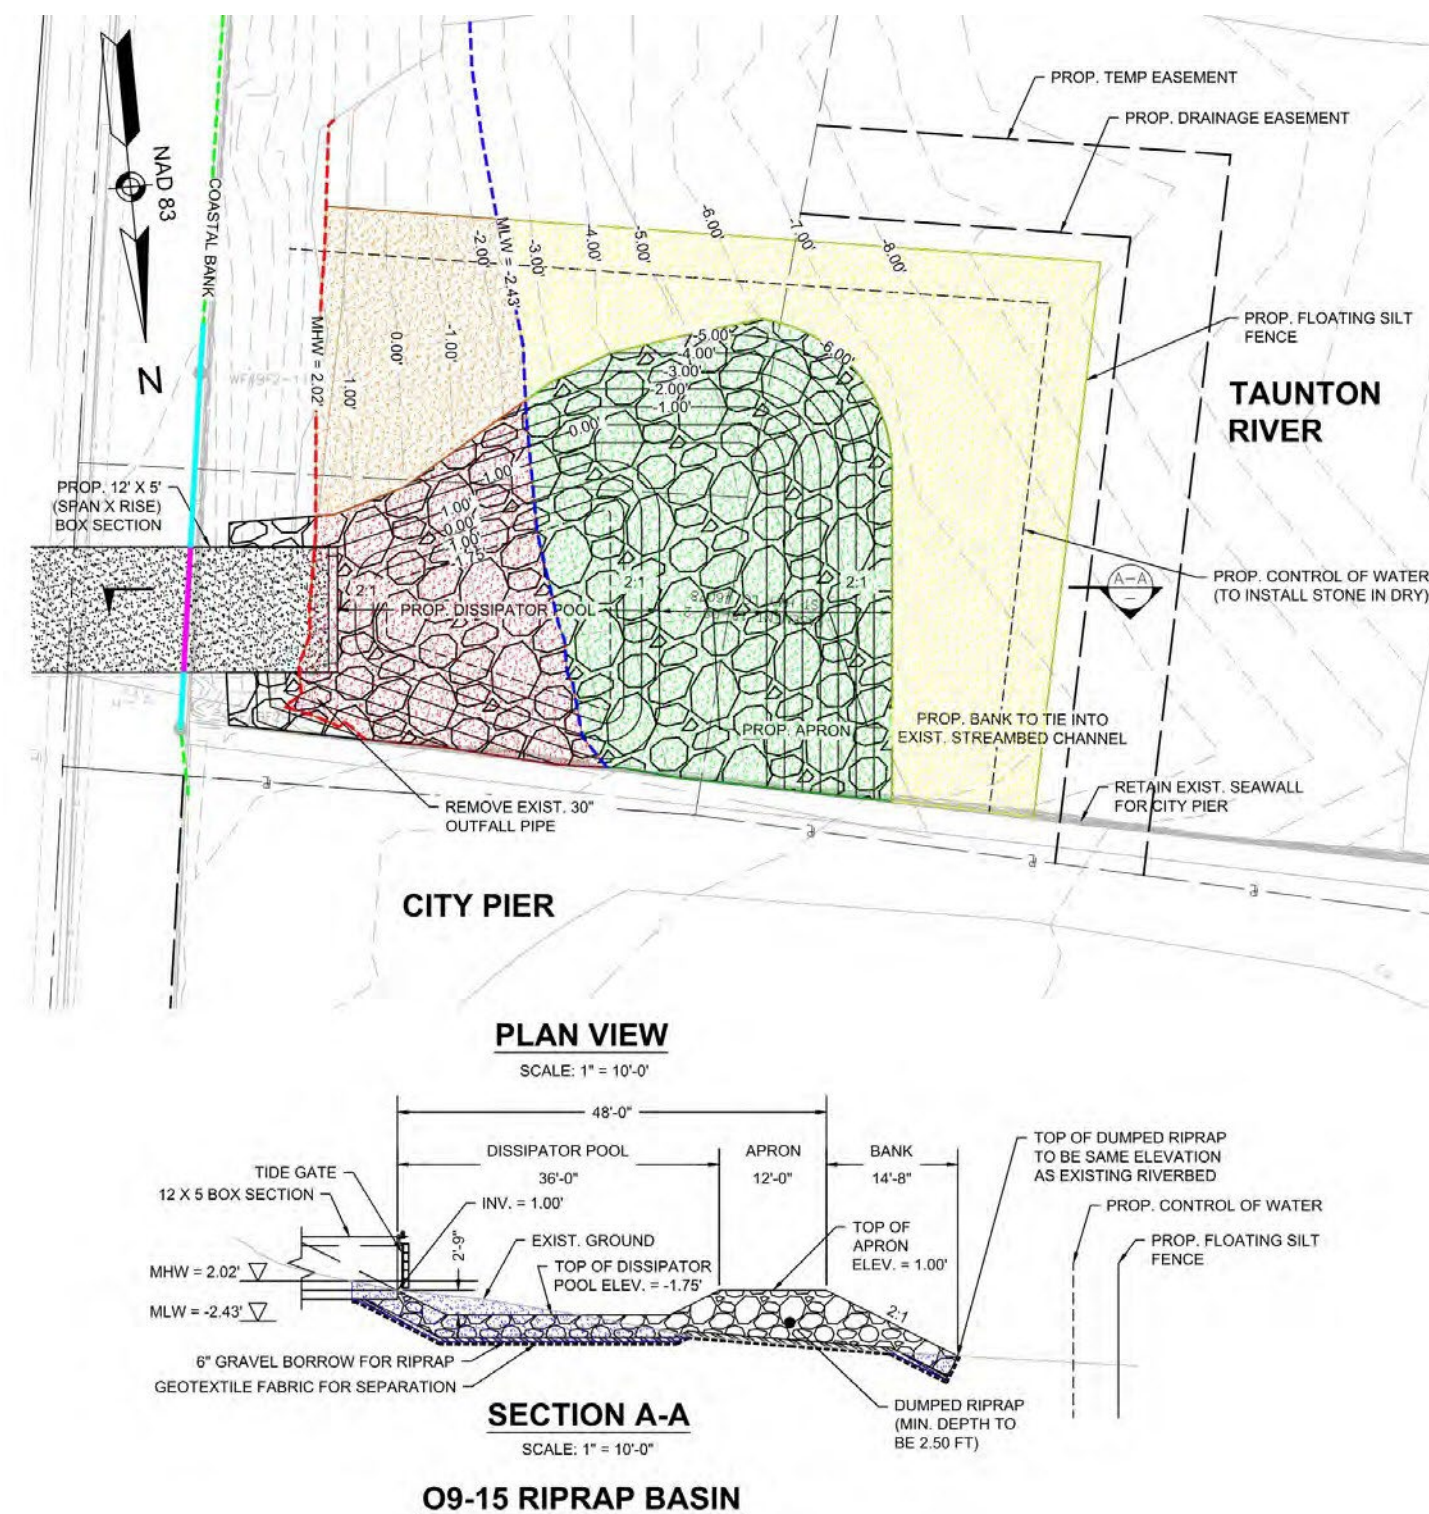 PROP. TEMP EASEMENT
PROP. DRAINAGE EASEMENT
NAD 83
N
COASTAL BANK
MHW = 2.02'
MLW = -2.43'
1.00'
0.00'
-1.00'
-2.00'
-3.00'
-4.00'
-5.00'
-6.00'
-7.00'
-8.00'
-5.00'
-4.00'
-3.00'
-2.00'
-1.00'
0.00'
-6.00'
1.00'
PROP. FLOATING SILT
FENCE
TAUNTON
RIVER
PROP. 12' X 5'
(SPAN X RISE)
BOX SECTION
1.00'
0.00'
2:1
PROP. DISSIPATOR POOL
2:1
2:1
A-A
PROP. CONTROL OF WATER
(TO INSTALL STONE IN DRY)
PROP. APRON
PROP. BANK TO TIE INTO
EXIST. STREAMBED CHANNEL
REMOVE EXIST. 30"
OUTFALL PIPE
RETAIN EXIST. SEAWALL
FOR CITY PIER
CITY PIER
PLAN VIEW
SCALE: 1" = 10'-0'
48'-0"
DISSIPATOR POOL
36'-0"
APRON
12'-0"
BANK
14'-8"
TOP OF DUMPED RIPRAP
TO BE SAME ELEVATION
AS EXISTING RIVERBED
TIDE GATE
12 X 5 BOX SECTION
INV. = 1.00'
2'-9"
EXIST. GROUND
TOP OF DISSIPATOR
POOL ELEV. = -1.75'
TOP OF
APRON
ELEV. = 1.00'
PROP. CONTROL OF WATER
PROP. FLOATING SILT
FENCE
MHW = 2.02'
MLW = -2.43'
2:1
6" GRAVEL BORROW FOR RIPRAP
GEOTEXTILE FABRIC FOR SEPARATION
DUMPED RIPRAP
(MIN. DEPTH TO
BE 2.50 FT)
SECTION A-A
SCALE: 1" = 10'-0"
O9-15 RIPRAP BASIN